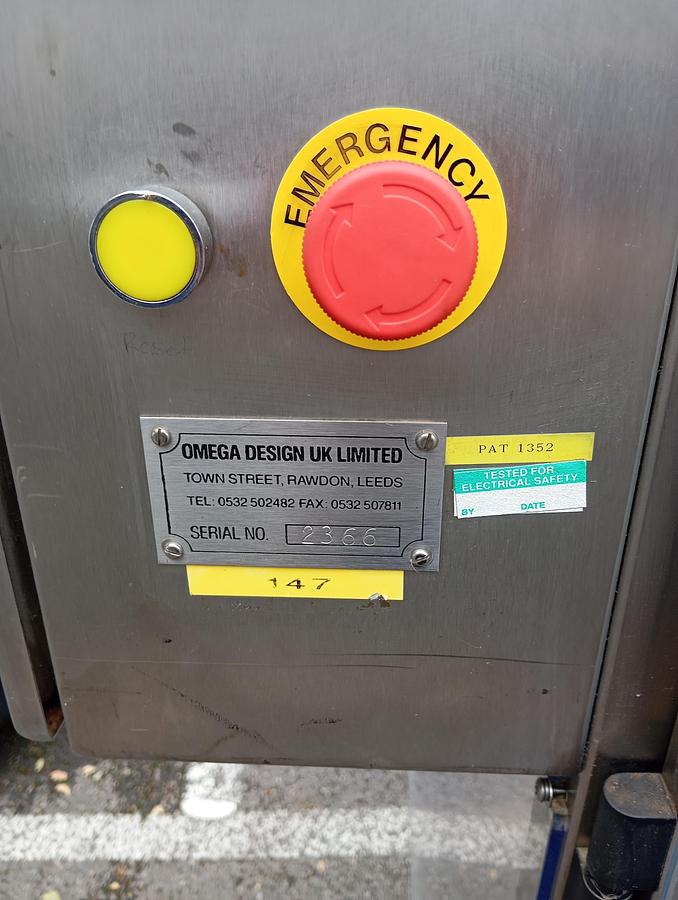 EMERGENCY
Reset
OMEGA DESIGN UK LIMITED
TOWN STREET, RAWDON, LEEDS
TEL: 0532 502482 FAX: 0532 507811
SERIAL NO. 2366
PAT 1352
TESTED FOR
ELECTRICAL SAFETY
BY DATE
147